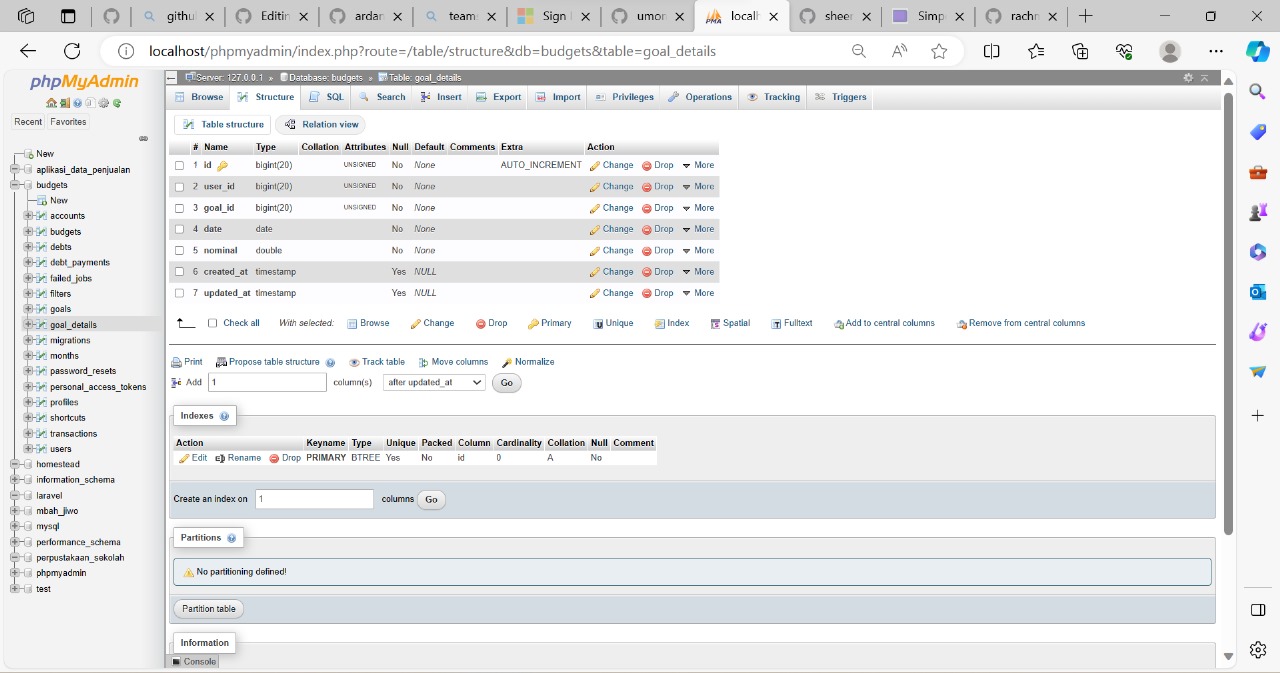 githu
Editin
ardan
team
Sign
umon
localh
sheer
Simp
rachn
localhost/phpmyadmin/index.php?route=/table/structure&db=budgets&table=goal_details
phpMyAdmin
Recent Favorites
New
aplikasi_data_penjualan
budgets
New
accounts
budgets
debts
debt_payments
failed_jobs
filters
goals
goal_details
migrations
months
password_resets
personal_access_tokens
profiles
shortcuts
transactions
users
homestead
information_schema
laravel
mbah_jiwo
mysql
performance_schema
perpustakaan_sekolah
phpmyadmin
test
Server: 127.0.0.1 » Database: budgets » Table: goal_details
Browse Structure SQL Search Insert Export Import Privileges Operations Tracking Triggers
Table structure Relation view
# Name Type Collation Attributes Null Default Comments Extra Action
1 id bigint(20) UNSIGNED No None AUTO_INCREMENT Change Drop More
2 user_id bigint(20) UNSIGNED No None Change Drop More
3 goal_id bigint(20) UNSIGNED No None Change Drop More
4 date date No None Change Drop More
5 nominal double No None Change Drop More
6 created_at timestamp Yes NULL Change Drop More
7 updated_at timestamp Yes NULL Change Drop More
Check all With selected: Browse Change Drop Primary Unique Index Spatial Fulltext Add to central columns Remove from central columns
Print Propose table structure Track table Move columns Normalize
Add 1 column(s) after updated_at Go
Indexes
Action Keyname Type Unique Packed Column Cardinality Collation Null Comment
Edit Rename Drop PRIMARY BTREE Yes No id 0 A No
Create an index on 1 columns Go
Partitions
No partitioning defined!
Partition table
Information
Console